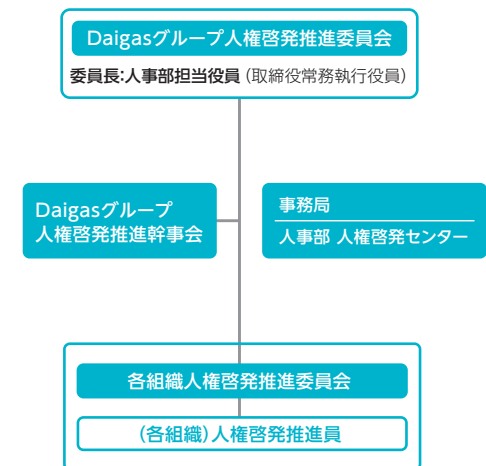 Daigasグループ人権啓発推進委員会
委員長:人事部担当役員(取締役常務執行役員)
Daigasグループ
人権啓発推進幹事会
事務局
人事部 人権啓発センター
各組織人権啓発推進委員会
(各組織)人権啓発推進員